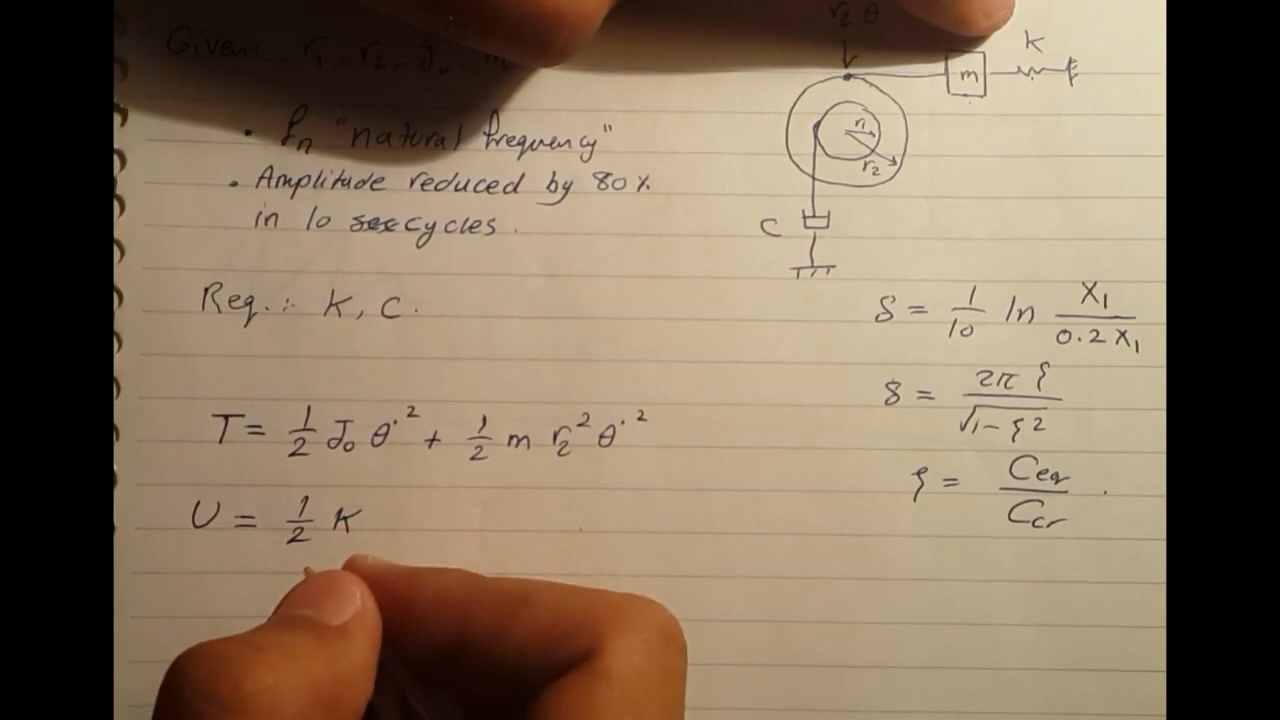 Given: r₁, r₂, J₀, m
• fₙ "natural frequency"
• Amplitude reduced by 80 %
in 10 cycles.
Req.: K, C.
T = 1/2 J₀ θ̇² + 1/2 m r₂² θ̇²
U = 1/2 K
r₂ θ
m
K
r₁
r₂
C
δ = 1/10 ln X₁/0.2 X₁
δ = 2π ξ/√1-ξ²
ξ = Ceq/Ccr .